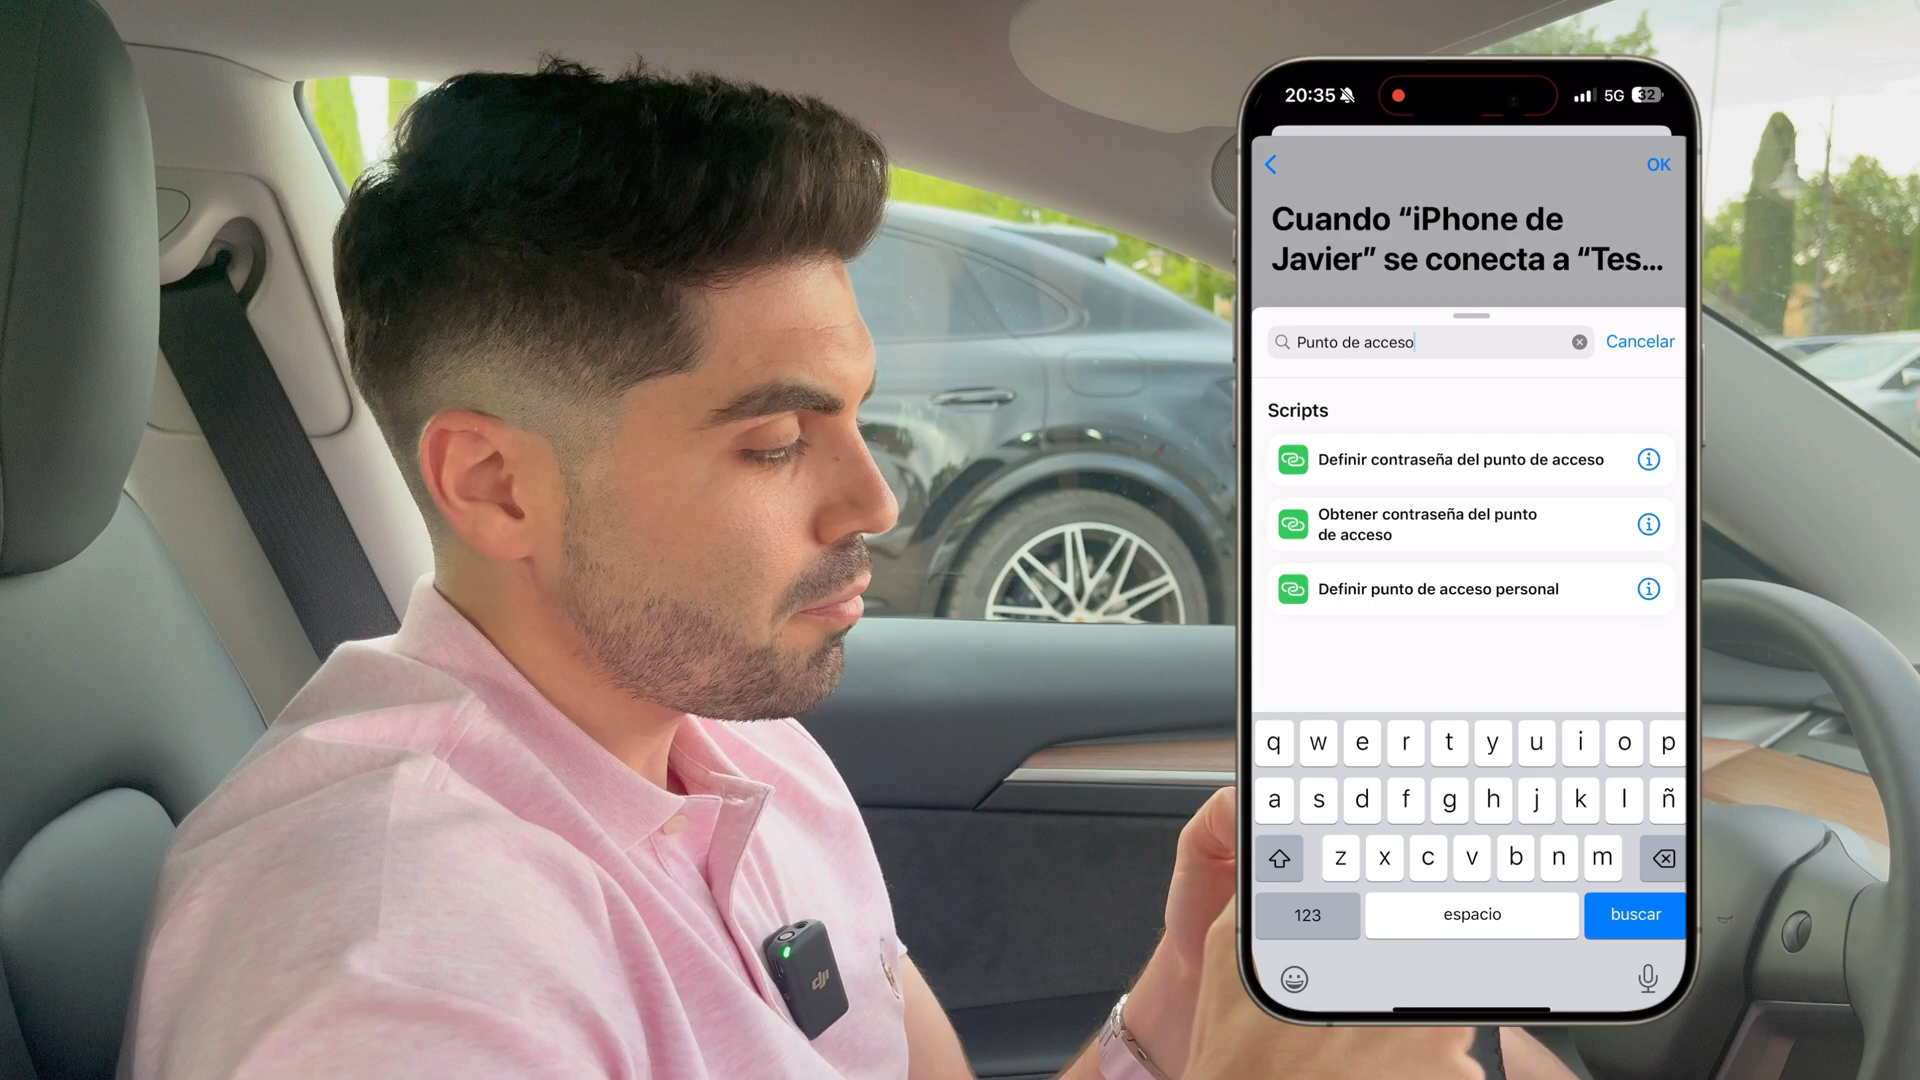 20:35
5G
32
OK
Cuando “iPhone de
Javier” se conecta a “Tes...
Punto de acceso
Cancelar
Scripts
Definir contraseña del punto de acceso
Obtener contraseña del punto
de acceso
Definir punto de acceso personal
q w e r t y u i o p
a s d f g h j k l ñ
z x c v b n m
123
espacio
buscar
dji